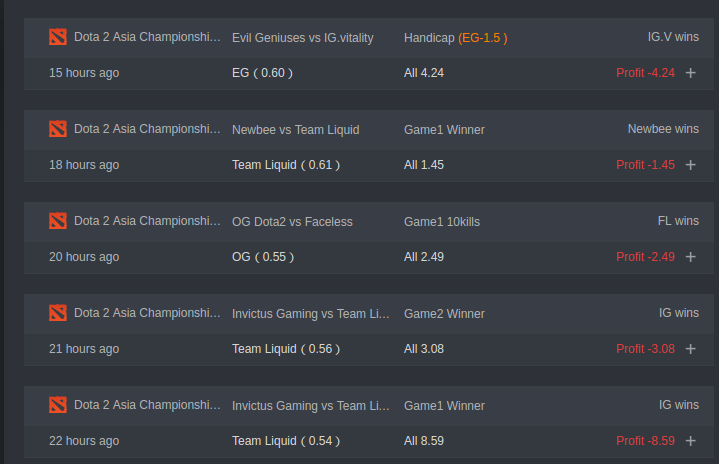 Dota 2 Asia Championshi... Evil Geniuses vs IG.vitality Handicap (EG-1.5 ) IG.V wins
15 hours ago EG ( 0.60 ) All 4.24 Profit -4.24 +
Dota 2 Asia Championshi... Newbee vs Team Liquid Game1 Winner Newbee wins
18 hours ago Team Liquid ( 0.61 ) All 1.45 Profit -1.45 +
Dota 2 Asia Championshi... OG Dota2 vs Faceless Game1 10kills FL wins
20 hours ago OG ( 0.55 ) All 2.49 Profit -2.49 +
Dota 2 Asia Championshi... Invictus Gaming vs Team Li... Game2 Winner IG wins
21 hours ago Team Liquid ( 0.56 ) All 3.08 Profit -3.08 +
Dota 2 Asia Championshi... Invictus Gaming vs Team Li... Game1 Winner IG wins
22 hours ago Team Liquid ( 0.54 ) All 8.59 Profit -8.59 +